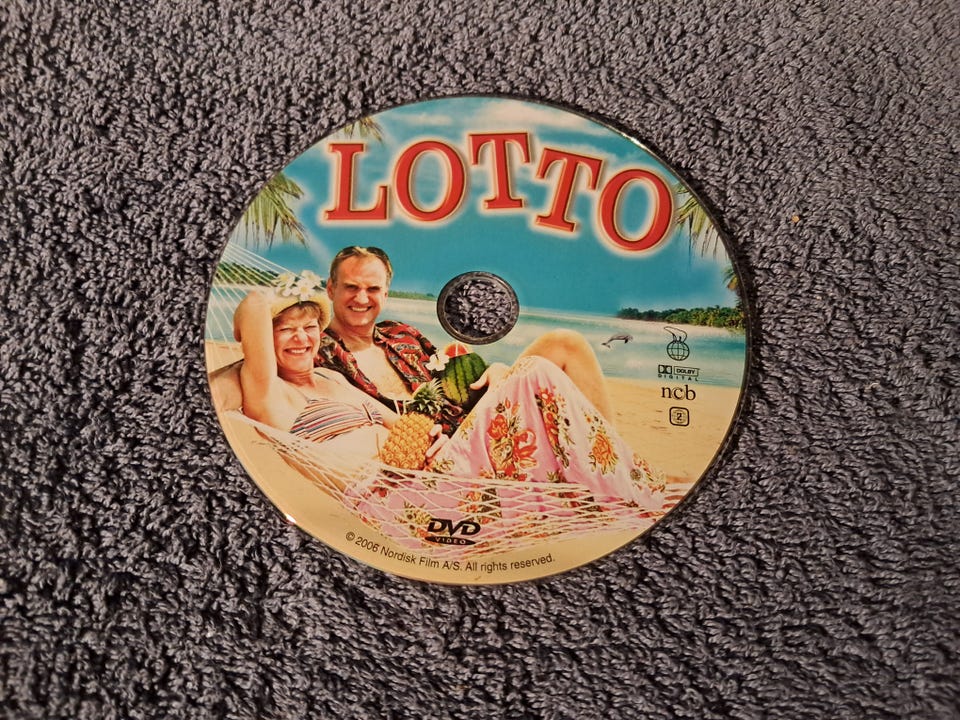 LOTTO
DOLBY
DIGITAL
ncb
2
DVD
VIDEO
© 2006 Nordisk Film A/S. All rights reserved.